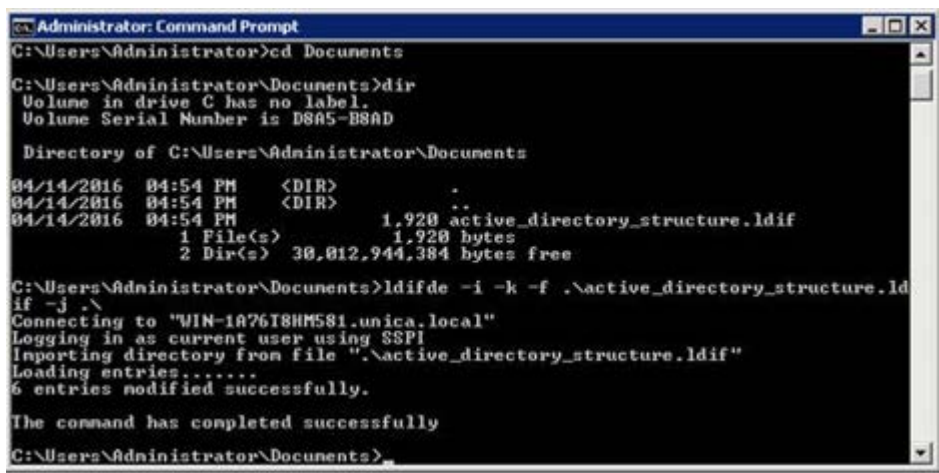 Administrator: Command Prompt
C:\Users\Administrator>cd Documents
C:\Users\Administrator\Documents>dir
Volume in drive C has no label.
Volume Serial Number is D8A5-B8AD
Directory of C:\Users\Administrator\Documents
04/14/2016 04:54 PM <DIR> .
04/14/2016 04:54 PM <DIR> ..
04/14/2016 04:54 PM 1,920 active_directory_structure.ldif
1 File(s) 1,920 bytes
2 Dir(s) 30,012,944,384 bytes free
C:\Users\Administrator\Documents>ldifde -i -k -f .\active_directory_structure.ld
if -j .\
Connecting to "WIN-1A76T8HM581.unica.local"
Logging in as current user using SSPI
Importing directory from file ".\active_directory_structure.ldif"
Loading entries.......
6 entries modified successfully.
The command has completed successfully
C:\Users\Administrator\Documents>_